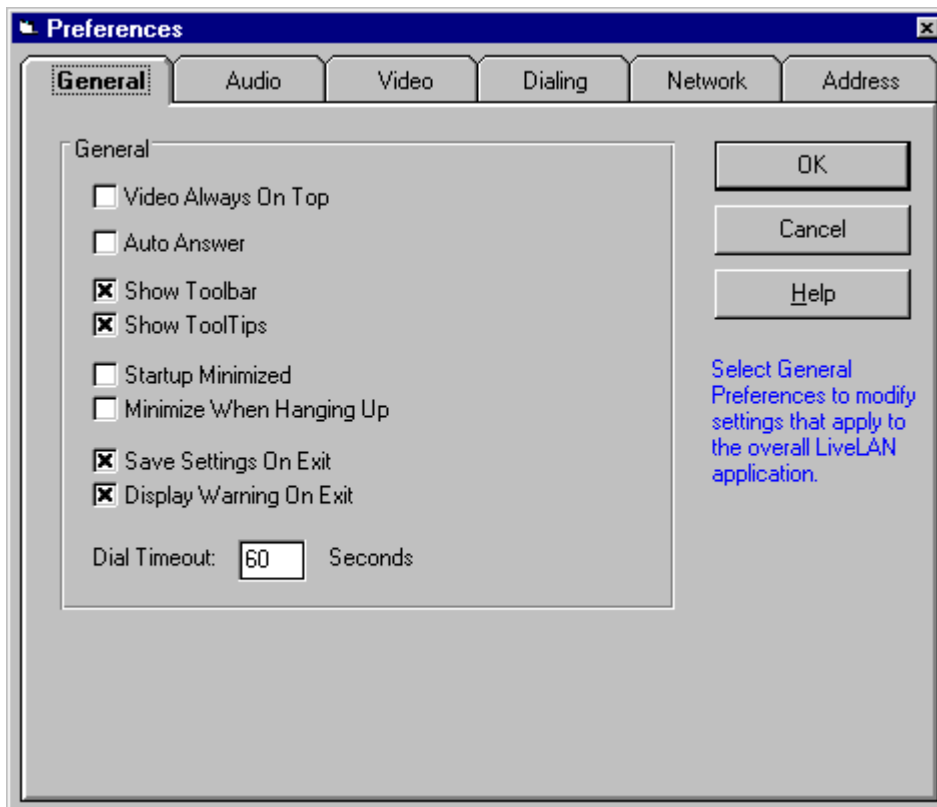 Preferences
General Audio Video Dialing Network Address
General
Video Always On Top
Auto Answer
Show Toolbar
Show ToolTips
Startup Minimized
Minimize When Hanging Up
Save Settings On Exit
Display Warning On Exit
Dial Timeout: 60 Seconds
OK
Cancel
Help
Select General
Preferences to modify
settings that apply to
the overall LiveLAN
application.